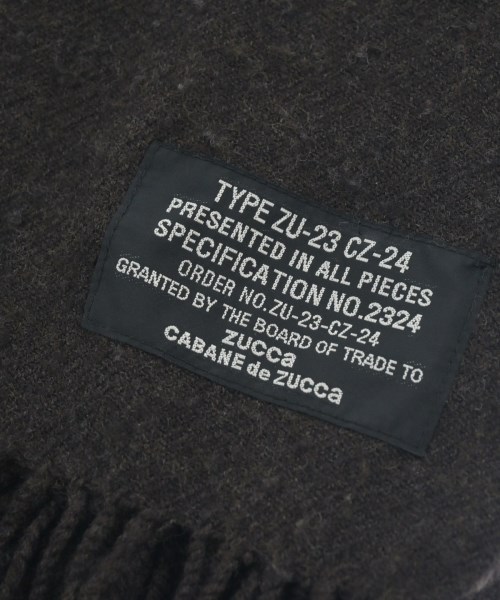 TYPE ZU-23 CZ-24
PRESENTED IN ALL PIECES
SPECIFICATION NO.2324
ORDER NO.ZU-23-CZ-24
GRANTED BY THE BOARD OF TRADE TO
zucca
CABANE de zucca